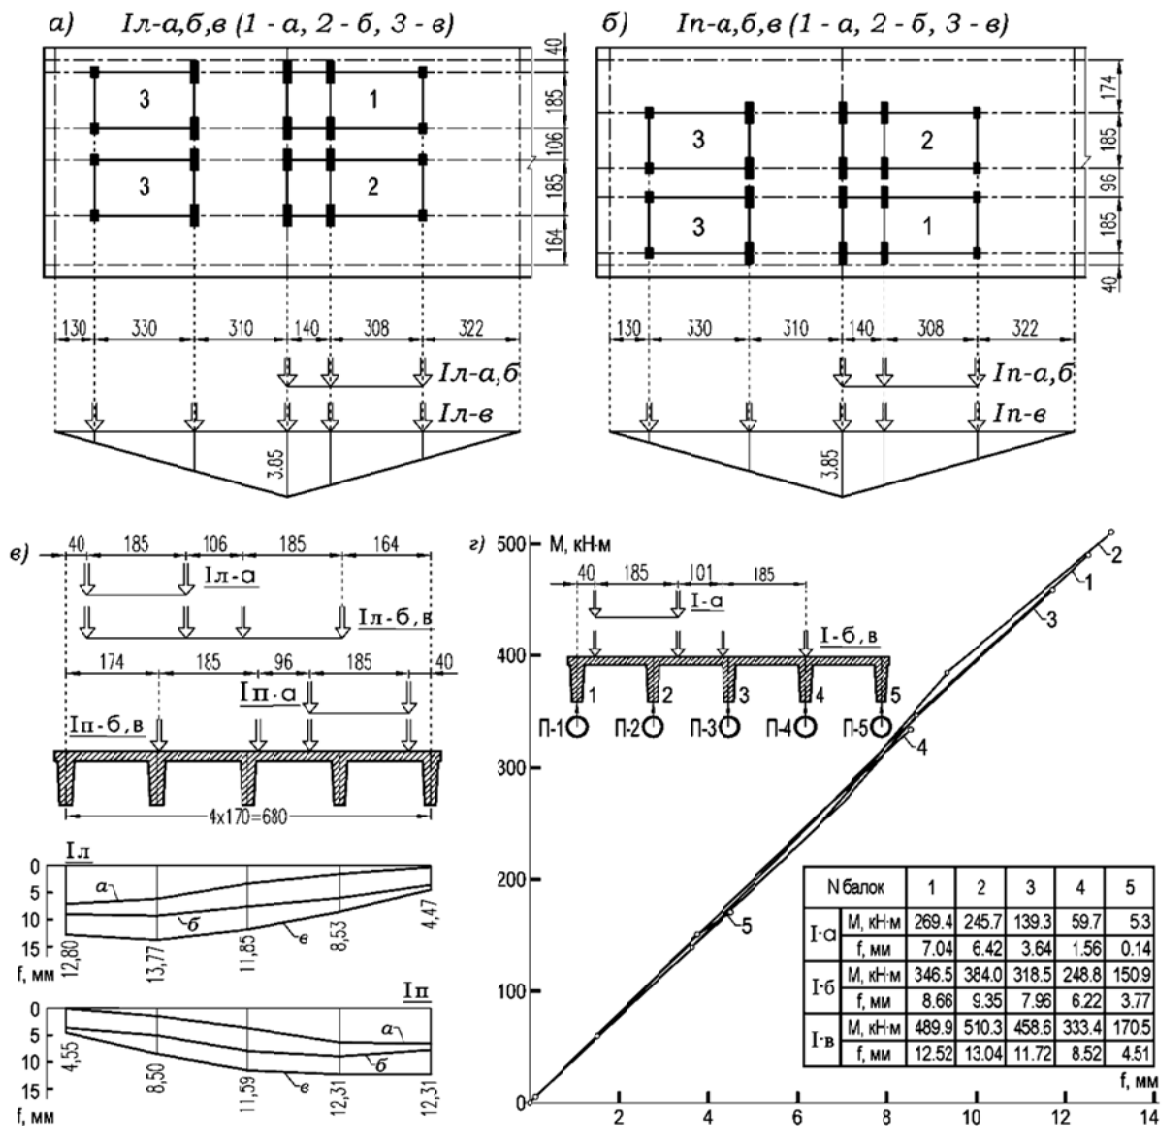 а) Iл-а,б,в (1 - а, 2 - б, 3 - в)
40
185
106
185
164
3
1
3
2
130 330 310 140 308 322
Iл-а,б
Iл-в
3.85
б) Iп-а,б,в (1 - а, 2 - б, 3 - в)
174
185
96
185
40
3
2
3
1
130 330 310 140 308 322
Iп-а,б
Iп-в
3.85
в)
40 185 106 185 164
Iл-а
Iл-б,в
174 185 96 185 40
Iп-а
Iп-б,в
4x170=680
Iл
0
5
10
15
f, мм
а
б
в
12,80
13,77
11,85
8,53
4,47
Iп
0
5
10
15
f, мм
а
б
в
4,55
8,50
11,59
12,31
12,31
г)
M, кН·м
500
400
300
200
100
0
40 185 101 185
I-а
I-б,в
1 2 3 4 5
П-1 П-2 П-3 П-4 П-5
2
1
3
4
5
N балок 1 2 3 4 5
I·а M, кН·м 269.4 245.7 139.3 59.7 5.3
f, ми 7.04 6.42 3.64 1.56 0.14
I·б M, кН·м 346.5 384.0 318.5 248.8 150.9
f, ми 8.66 9.35 7.96 6.22 3.77
I·в M, кН·м 489.9 510.3 458.6 333.4 170.5
f, ми 12.52 13.04 11.72 8.52 4.51
f, мм
2 4 6 8 10 12 14